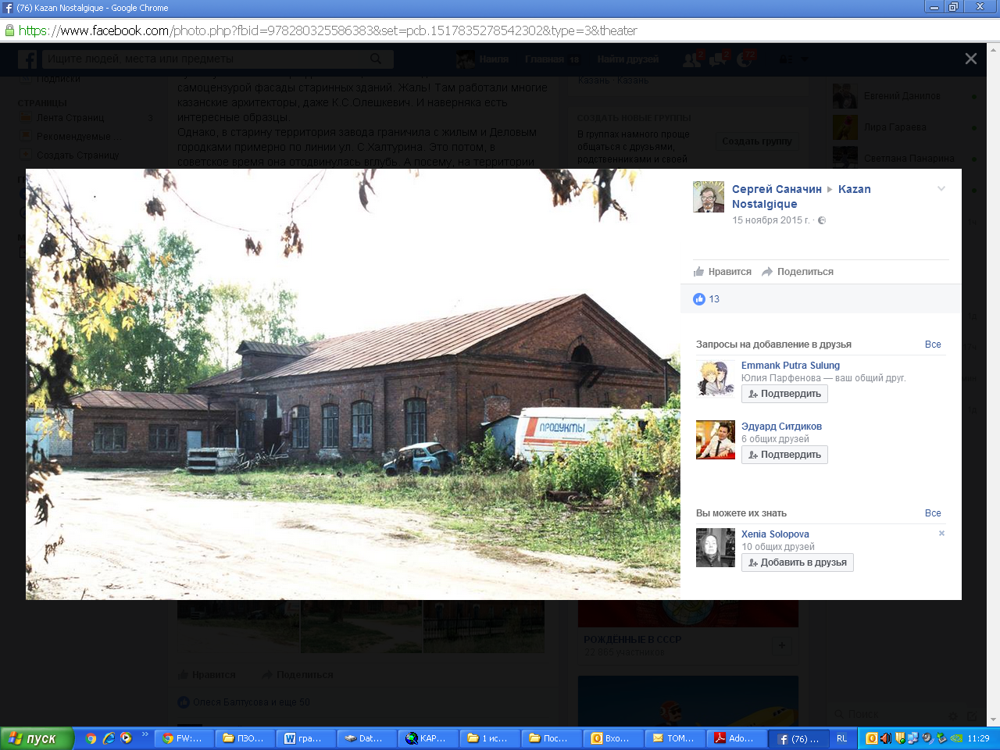 (76) Kazan Nostalgique - Google Chrome
https://www.facebook.com/photo.php?fbid=978280325586383&set=pcb.1517835278542302&type=3&theater
Ищите людей, места или предметы
Наиля
Главная 18
Найти друзей
2
2
72
Подписки
СТРАНИЦЫ
Лента Страниц 3
Рекомендуемые...
Создать Страницу
самоцензурой фасады старинных зданий. Жаль! Там работали многие
казанские архитекторы, даже К.С.Олешкевич. И наверняка есть
интересные образцы.
Однако, в старину территория завода граничила с жилым и Деловым
городками примерно по линии ул. С.Халтурина. Это потом, в
советское время она отодвинулась вглубь. А посему, на территории
Казань, Казань
СОЗДАТЬ НОВЫЕ ГРУППЫ
В группах намного проще
общаться с друзьями,
родственниками и своей
Создать группу
Евгений Данилов
Лира Гараева
Светлана Панарина
ПРОДУКТЫ
Сергей Саначин ▸ Kazan
Nostalgique
15 ноября 2015 г. ·
Нравится Поделиться
13
Запросы на добавление в друзья Все
Emmank Putra Sulung
Юлия Парфенова — ваш общий друг.
Подтвердить
Эдуард Ситдиков
6 общих друзей
Подтвердить
Вы можете их знать Все
Xenia Solopova
10 общих друзей
Добавить в друзья
РОЖДЁННЫЕ В СССР
22 885 участников
Нравится Поделиться
Олеся Балтусова и еще 50
Поиск
пуск
FW:...
ПЗО...
гра...
Dat...
КАР...
1 ис...
Пос...
Вхо...
ТОМ...
Ado...
(76) ...
RL
11:29